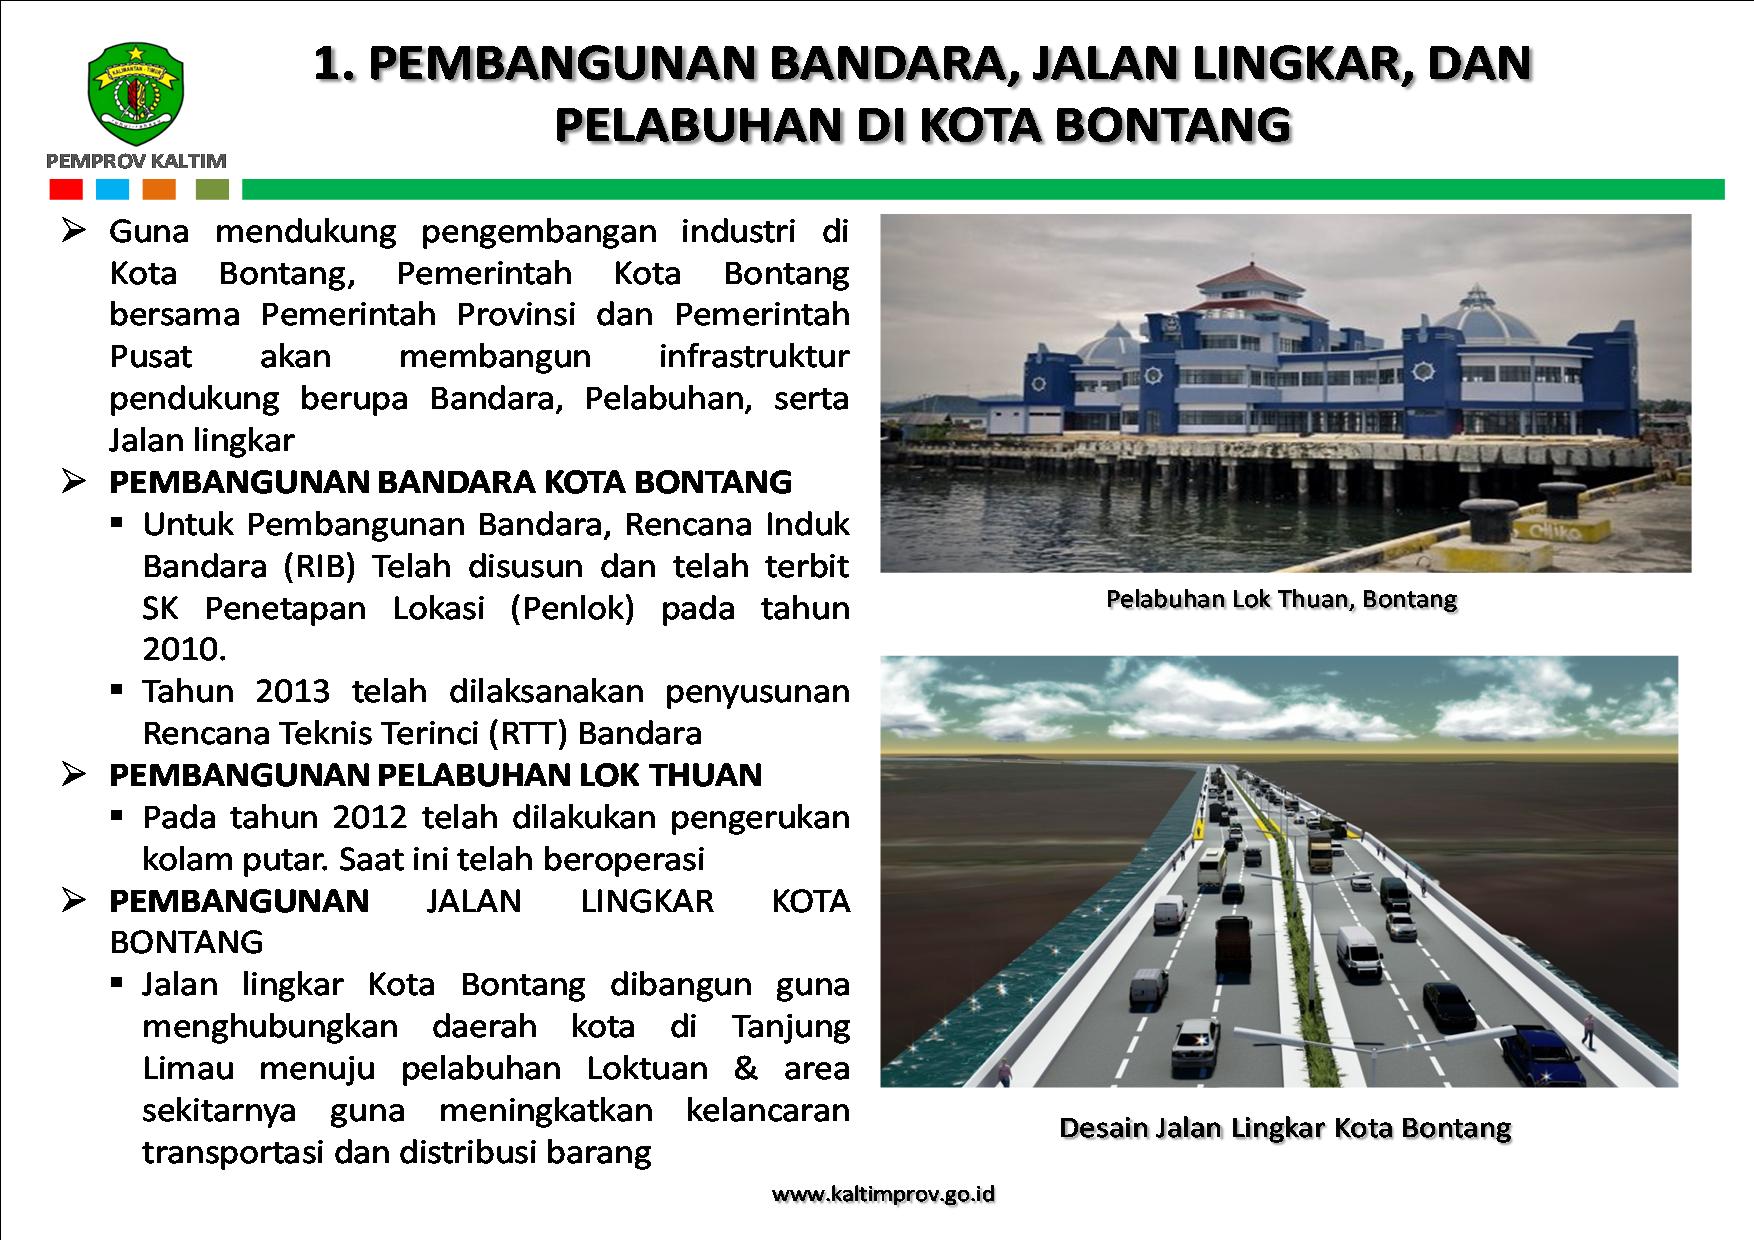 1. PEMBANGUNAN BANDARA, JALAN LINGKAR, DAN
PELABUHAN DI KOTA BONTANG
KALIMANTAN - TIMUR
PEMPROV KALTIM
Guna mendukung pengembangan industri di
Kota Bontang, Pemerintah Kota Bontang
bersama Pemerintah Provinsi dan Pemerintah
Pusat akan membangun infrastruktur
pendukung berupa Bandara, Pelabuhan, serta
Jalan lingkar
PEMBANGUNAN BANDARA KOTA BONTANG
Untuk Pembangunan Bandara, Rencana Induk
Bandara (RIB) Telah disusun dan telah terbit
SK Penetapan Lokasi (Penlok) pada tahun
2010.
Tahun 2013 telah dilaksanakan penyusunan
Rencana Teknis Terinci (RTT) Bandara
PEMBANGUNAN PELABUHAN LOK THUAN
Pada tahun 2012 telah dilakukan pengerukan
kolam putar. Saat ini telah beroperasi
PEMBANGUNAN JALAN LINGKAR KOTA
BONTANG
Jalan lingkar Kota Bontang dibangun guna
menghubungkan daerah kota di Tanjung
Limau menuju pelabuhan Loktuan & area
sekitarnya guna meningkatkan kelancaran
transportasi dan distribusi barang
Pelabuhan Lok Thuan, Bontang
Desain Jalan Lingkar Kota Bontang
www.kaltimprov.go.id